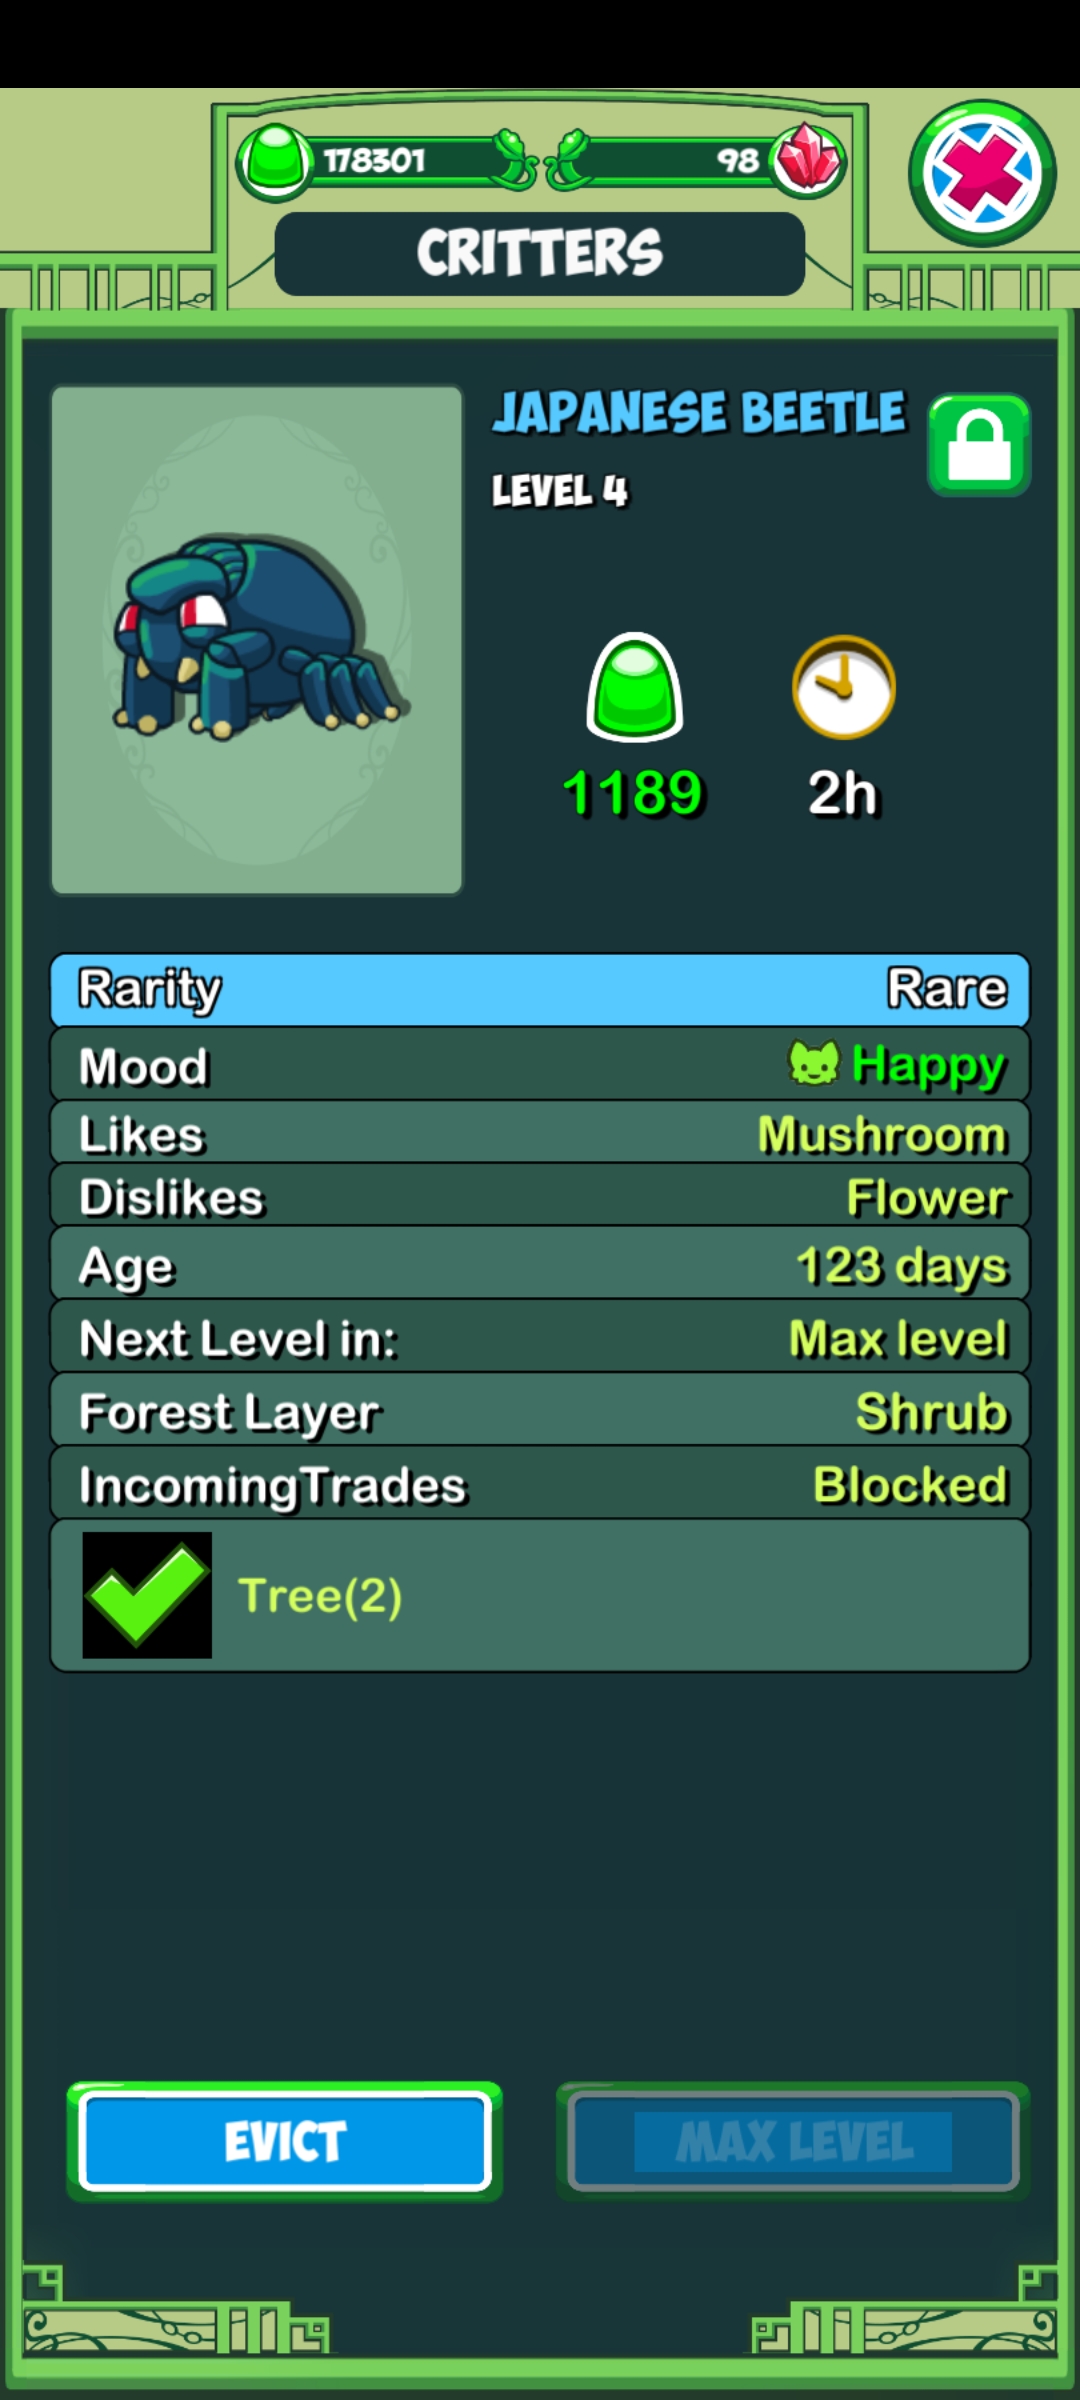 178301
98
CRITTERS
JAPANESE BEETLE
LEVEL 4
1189
2h
Rarity Rare
Mood Happy
Likes Mushroom
Dislikes Flower
Age 123 days
Next Level in: Max level
Forest Layer Shrub
IncomingTrades Blocked
Tree(2)
EVICT
MAX LEVEL